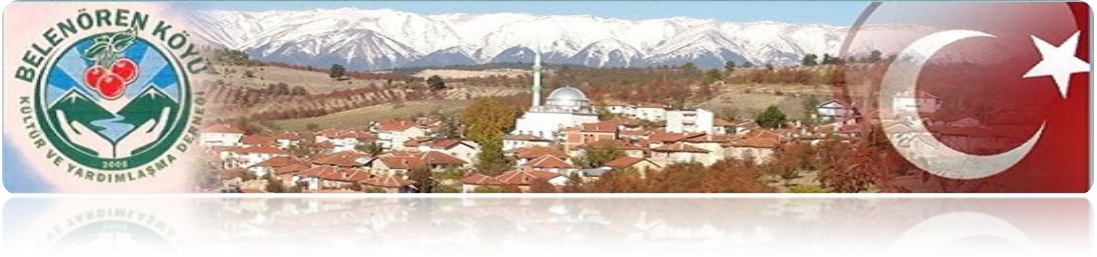 BELENÖREN KÖYÜ
KÜLTÜR VE YARDIMLAŞMA DERNEĞİ
2005